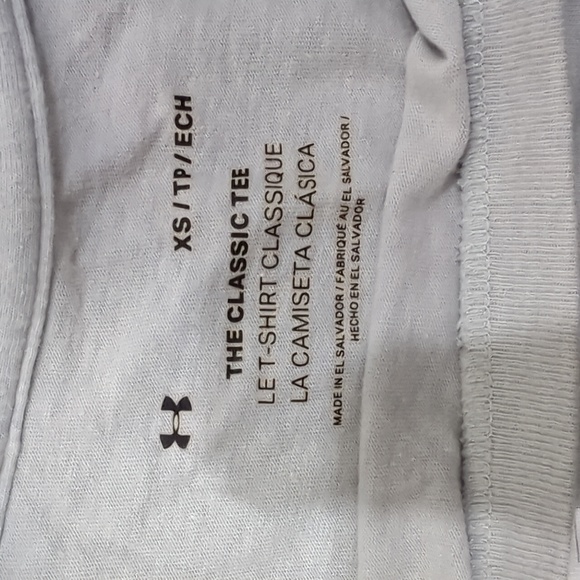 XS / TP / ECH
THE CLASSIC TEE
LE T-SHIRT CLASSIQUE
LA CAMISETA CLÁSICA
MADE IN EL SALVADOR / FABRIQUÉ AU EL SALVADOR /
HECHO EN EL SALVADOR